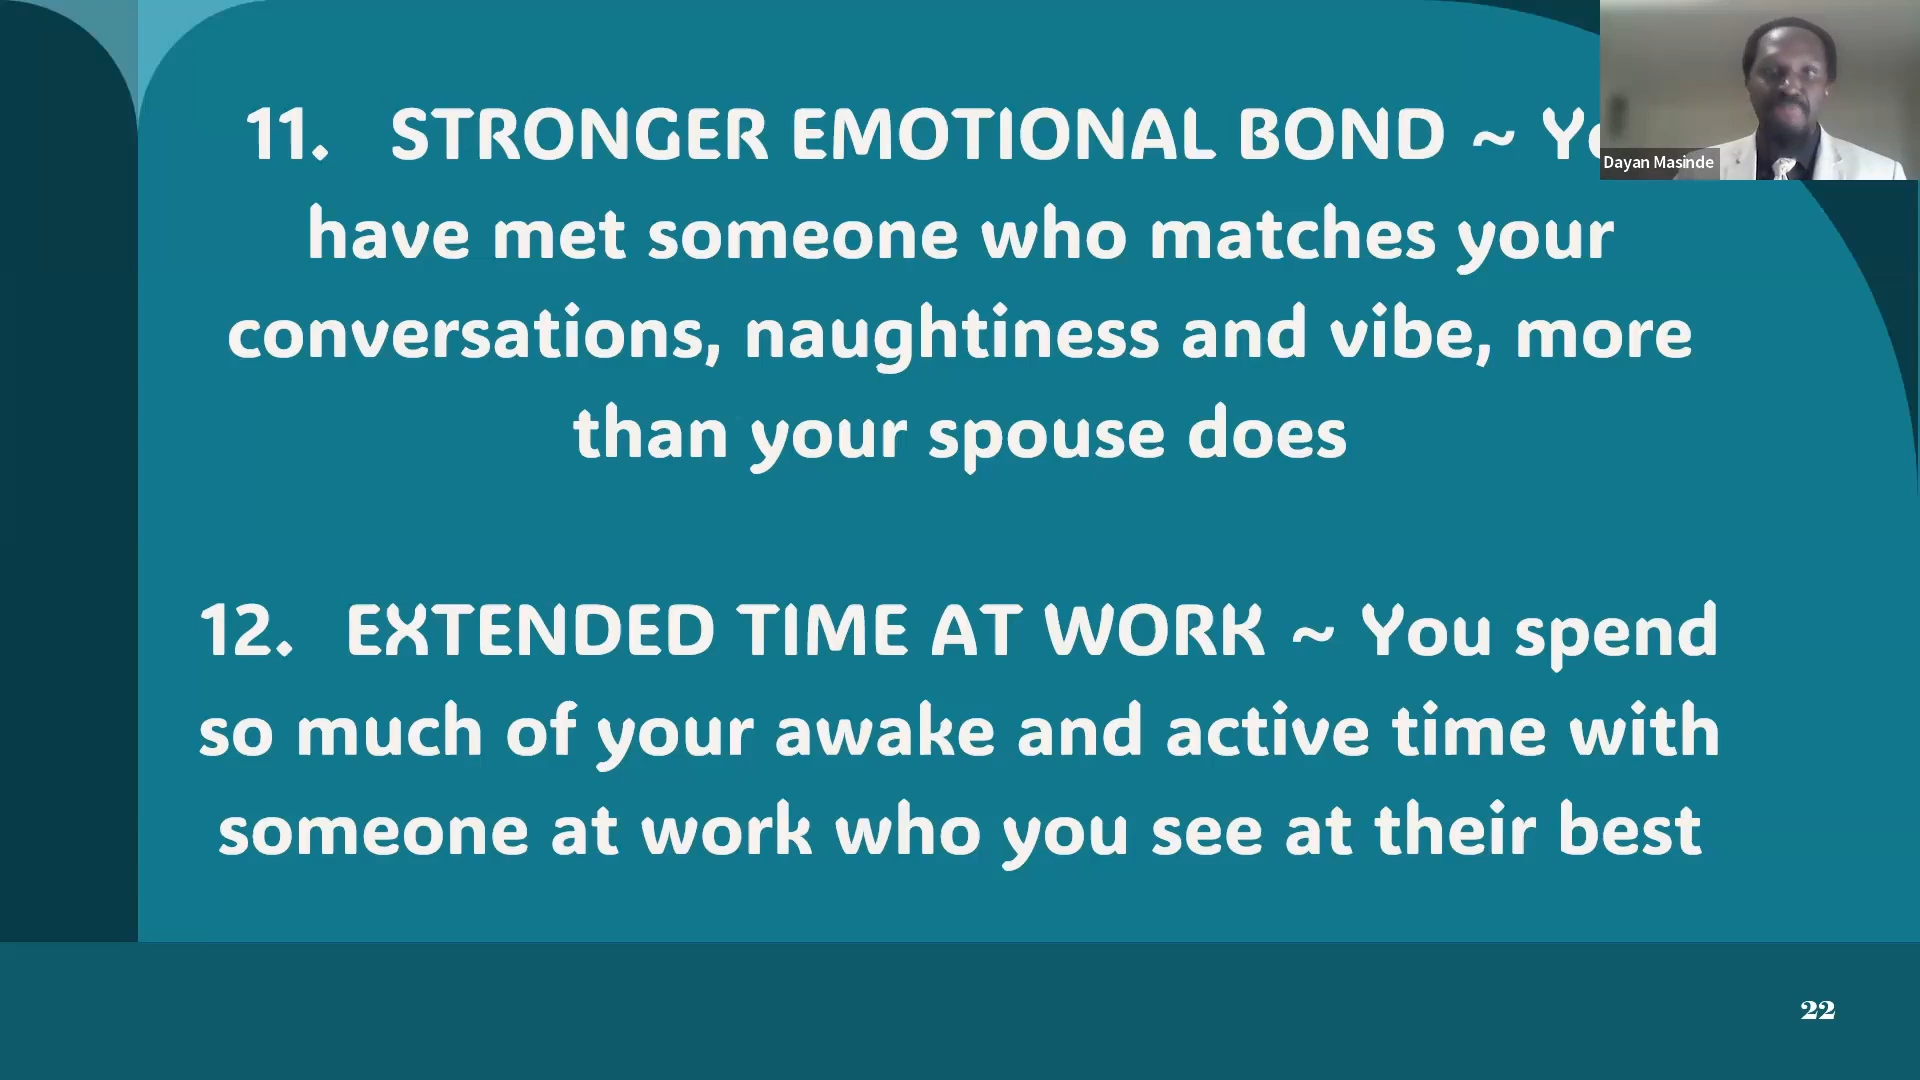 11. STRONGER EMOTIONAL BOND ~
Dayan Masinde
have met someone who matches your
conversations, naughtiness and vibe, more
than your spouse does
12. EXTENDED TIME AT WORK ~ You spend
so much of your awake and active time with
someone at work who you see at their best
22